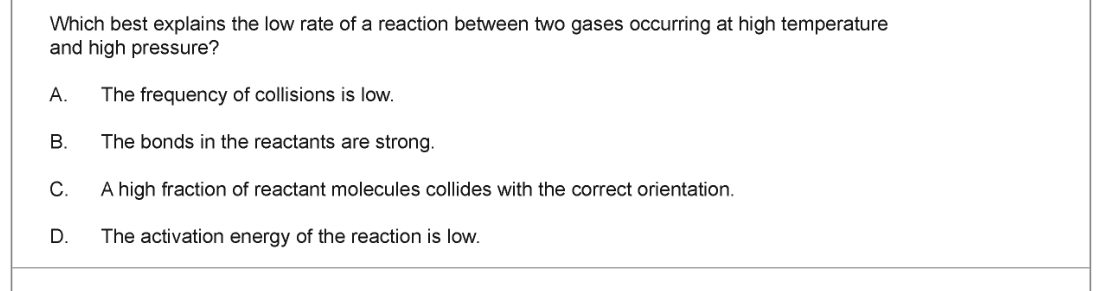 Which best explains the low rate of a reaction between two gases occurring at high temperature
and high pressure?
A. The frequency of collisions is low.
B. The bonds in the reactants are strong.
C. A high fraction of reactant molecules collides with the correct orientation.
D. The activation energy of the reaction is low.